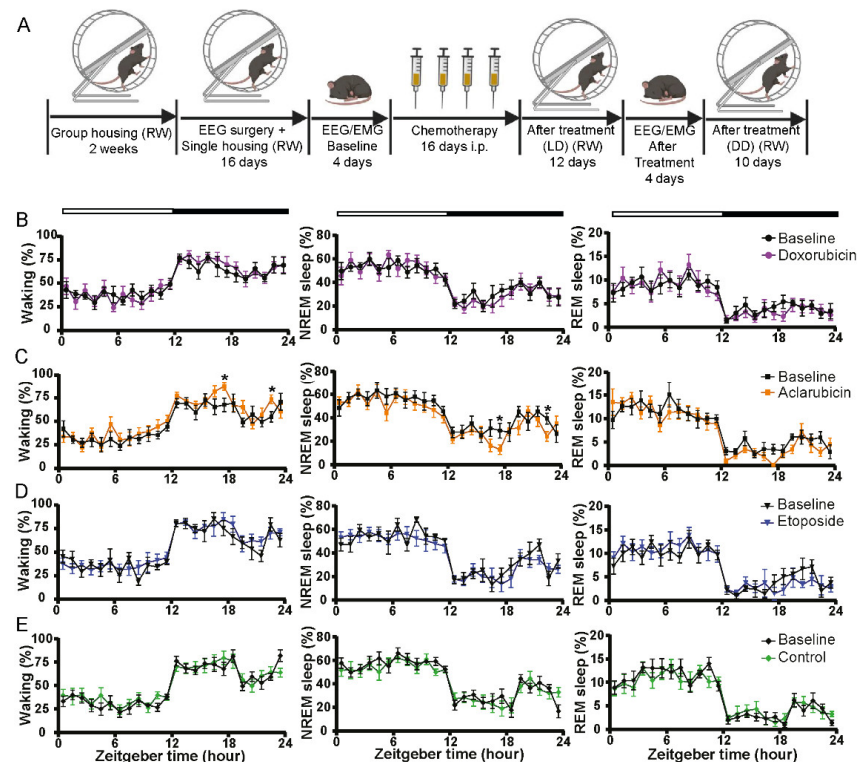 A
Group housing (RW)
2 weeks
EEG surgery +
Single housing (RW)
16 days
EEG/EMG
Baseline
4 days
Chemotherapy
16 days i.p.
After treatment
(LD) (RW)
12 days
EEG/EMG
After
Treatment
4 days
After treatment
(DD) (RW)
10 days
B
Waking (%)
100
75
50
25
0
0 6 12 18 24
NREM sleep (%)
80
60
40
20
0
0 6 12 18 24
REM sleep (%)
20
15
10
5
0
0 6 12 18 24
Baseline
Doxorubicin
C
Waking (%)
100
75
50
25
0
* *
0 6 12 18 24
NREM sleep (%)
80
60
40
20
0
* *
0 6 12 18 24
REM sleep (%)
20
15
10
5
0
0 6 12 18 24
Baseline
Aclarubicin
D
Waking (%)
100
75
50
25
0
0 6 12 18 24
NREM sleep (%)
80
60
40
20
0
0 6 12 18 24
REM sleep (%)
20
15
10
5
0
0 6 12 18 24
Baseline
Etoposide
E
Waking (%)
100
75
50
25
0
0 6 12 18 24
Zeitgeber time (hour)
NREM sleep (%)
80
60
40
20
0
0 6 12 18 24
Zeitgeber time (hour)
REM sleep (%)
20
15
10
5
0
0 6 12 18 24
Zeitgeber time (hour)
Baseline
Control